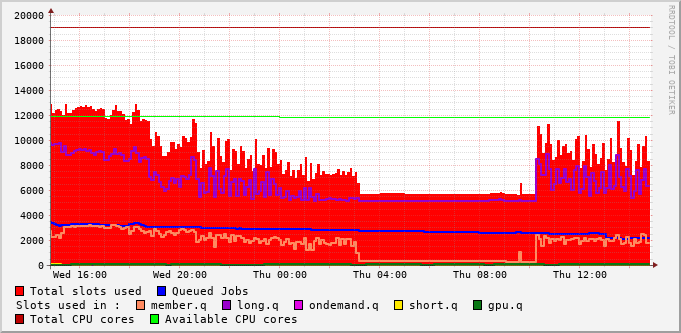 RRDTOOL / TOBI OETIKER
20000
18000
16000
14000
12000
10000
8000
6000
4000
2000
0
Wed 16:00 Wed 20:00 Thu 00:00 Thu 04:00 Thu 08:00 Thu 12:00
Total slots used Queued Jobs
Slots used in : member.q long.q ondemand.q short.q gpu.q
Total CPU cores Available CPU cores